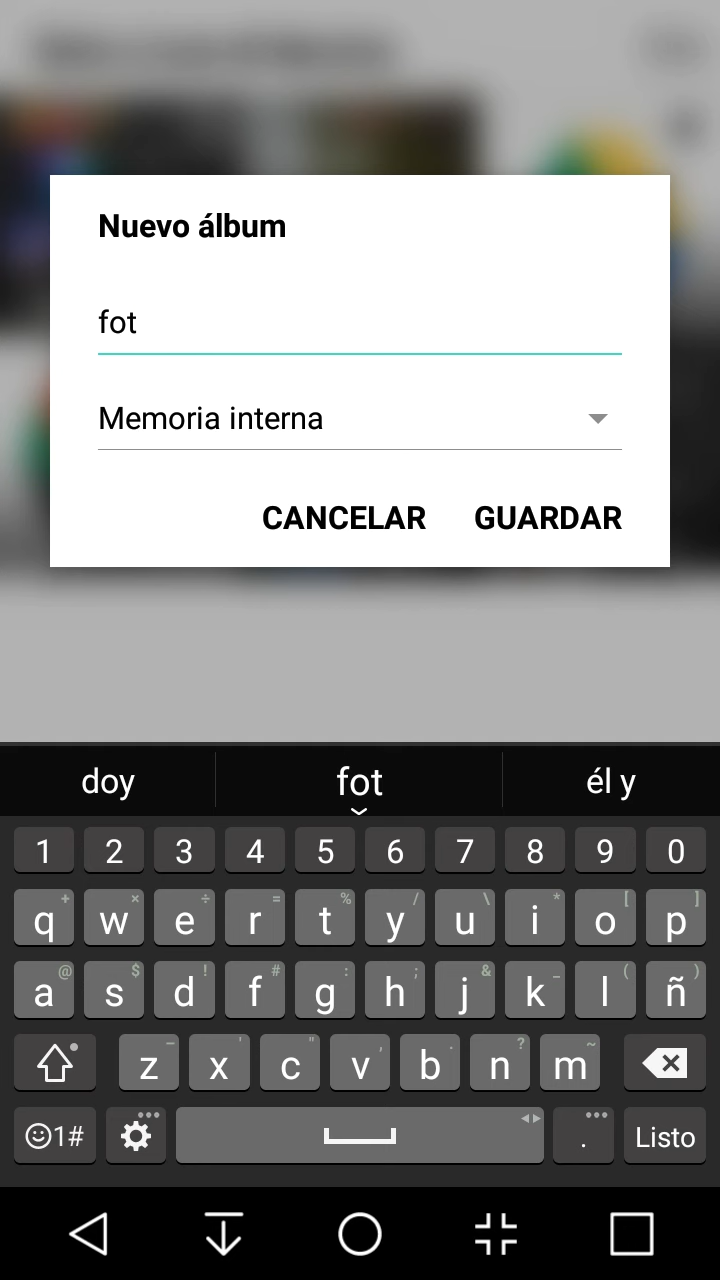 Nuevo álbum
fot
Memoria interna
CANCELAR GUARDAR
doy fot él y
1 2 3 4 5 6 7 8 9 0
+ × ÷ = % / \ * [ ]
q w e r t y u i o p
@ $ ! # : ; & _ ( )
a s d f g h j k l ñ
- ' " , . ? ~
z x c v b n m
1# . Listo